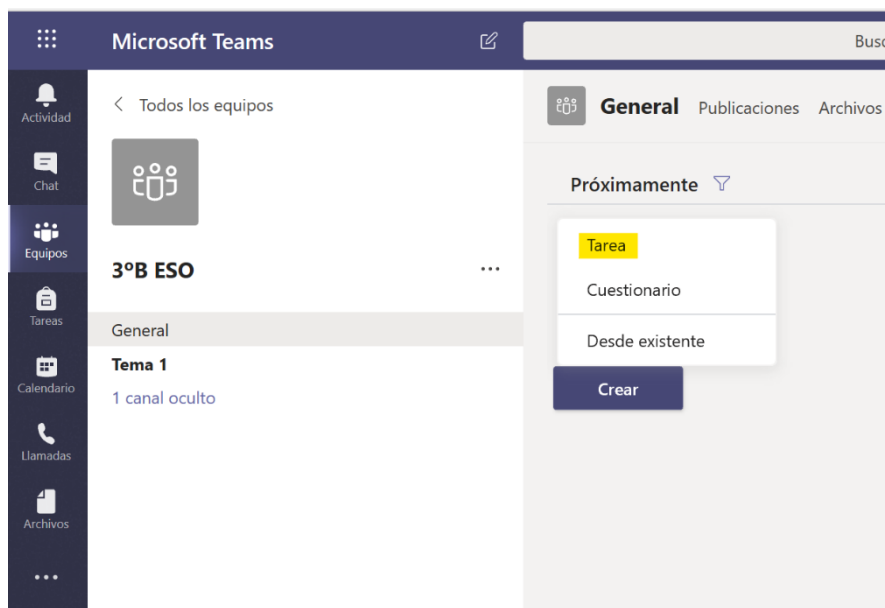 Microsoft Teams
Busc
Actividad
Chat
Equipos
Tareas
Calendario
Llamadas
Archivos
Todos los equipos
3ºB ESO
General
Tema 1
1 canal oculto
General Publicaciones Archivos
Próximamente
Tarea
Cuestionario
Desde existente
Crear